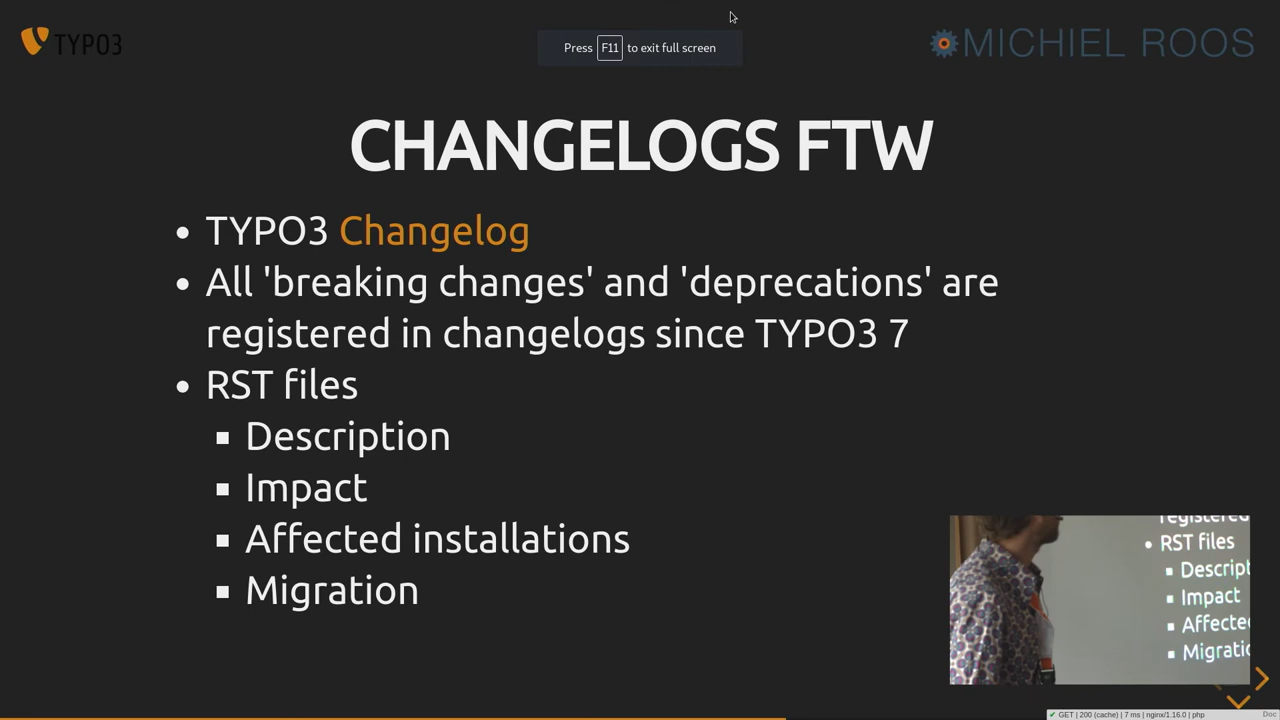 TYPO3
Press F11 to exit full screen
MICHIEL ROOS
CHANGELOGS FTW
TYPO3 Changelog
All 'breaking changes' and 'deprecations' are
registered in changelogs since TYPO3 7
RST files
Description
Impact
Affected installations
Migration
registered
RST files
Descript
Impact
Affecte
Migratio
✔ GET | 200 (cache) | 7 ms | nginx/1.16.0 | php
Doc